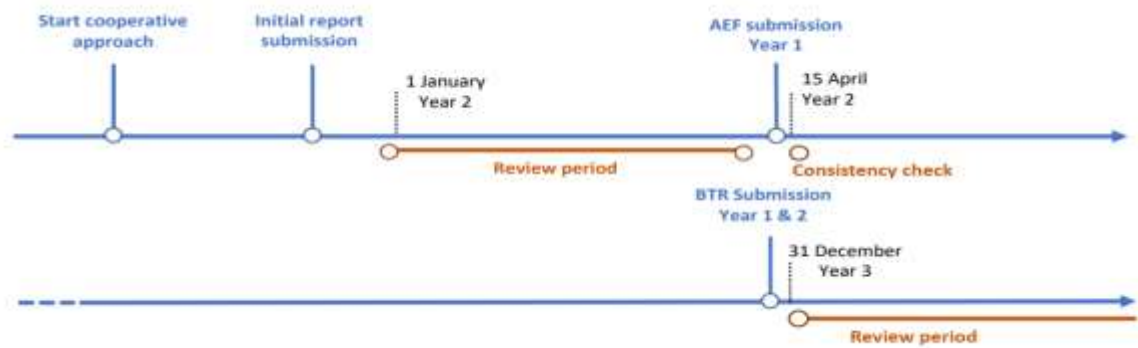 Start cooperative
approach
Initial report
submission
AEF submission
Year 1
1 January
Year 2
15 April
Year 2
Review period
Consistency check
BTR Submission
Year 1 & 2
31 December
Year 3
Review period